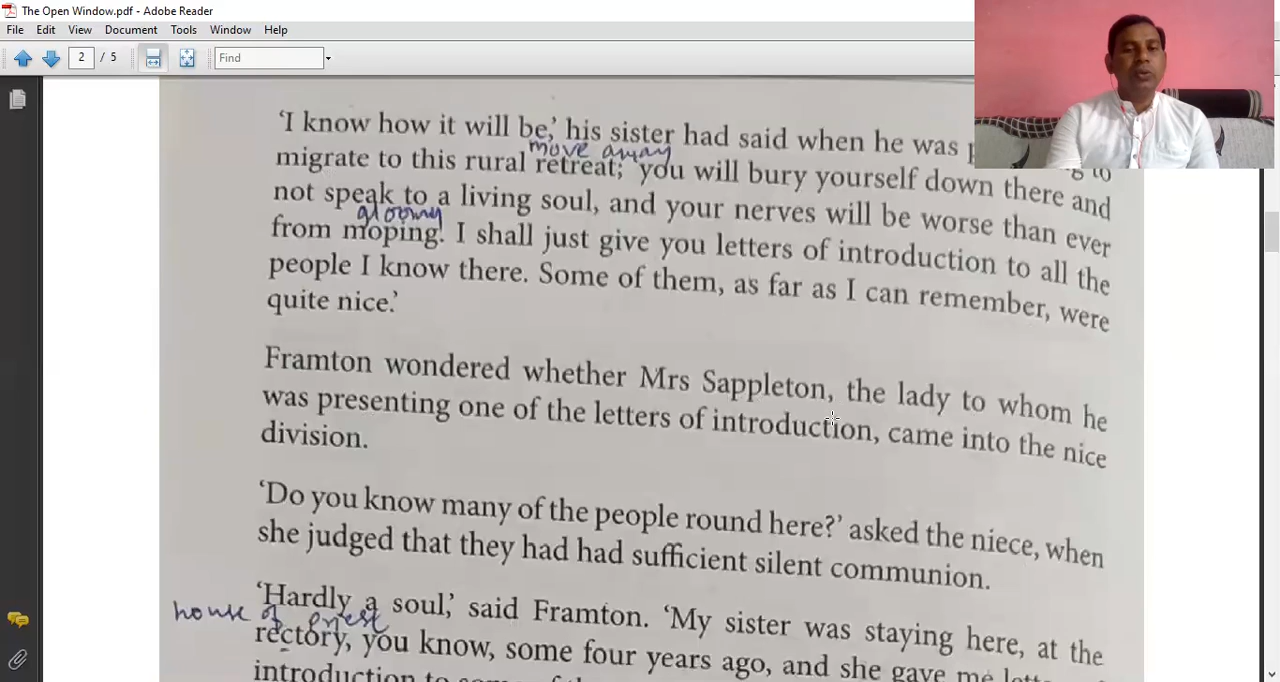 The Open Window.pdf - Adobe Reader
File Edit View Document Tools Window Help
2 / 5 Find
‘I know how it will be,’ his sister had said when he was
move away
migrate to this rural retreat; ‘you will bury yourself down there and
not speak to a living soul, and your nerves will be worse than ever
gloomy
from moping. I shall just give you letters of introduction to all the
people I know there. Some of them, as far as I can remember, were
quite nice.’
Framton wondered whether Mrs Sappleton, the lady to whom he
was presenting one of the letters of introduction, came into the nice
division.
‘Do you know many of the people round here?’ asked the niece, when
she judged that they had had sufficient silent communion.
‘Hardly a soul,’ said Framton. ‘My sister was staying here, at the
house of priest
rectory, you know, some four years ago, and she gave me
introduction to some of the